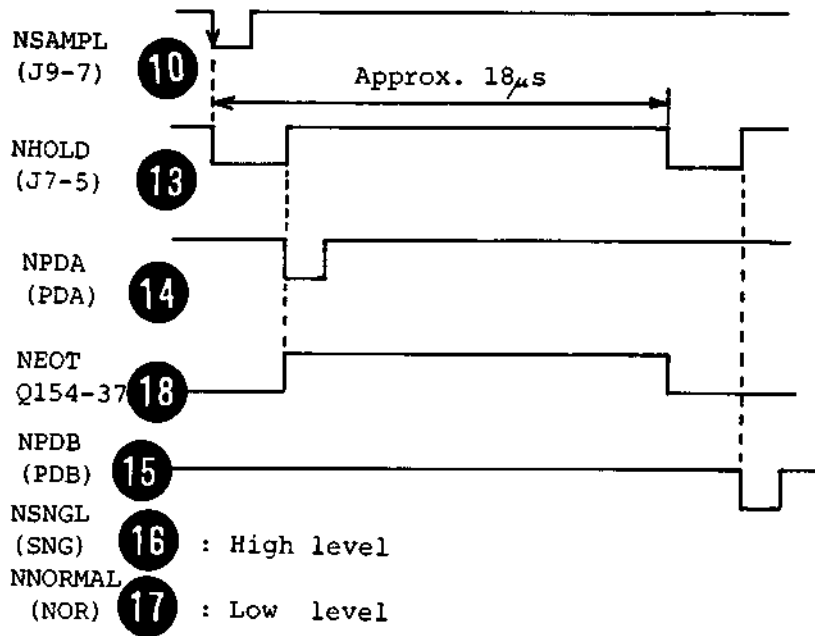 NSAMPL
(J9-7)
10
Approx. 18μs
NHOLD
(J7-5)
13
NPDA
(PDA)
14
NEOT
Q154-37
18
NPDB
(PDB)
15
NSNGL
(SNG)
16
: High level
NNORMAL
(NOR)
17
: Low level